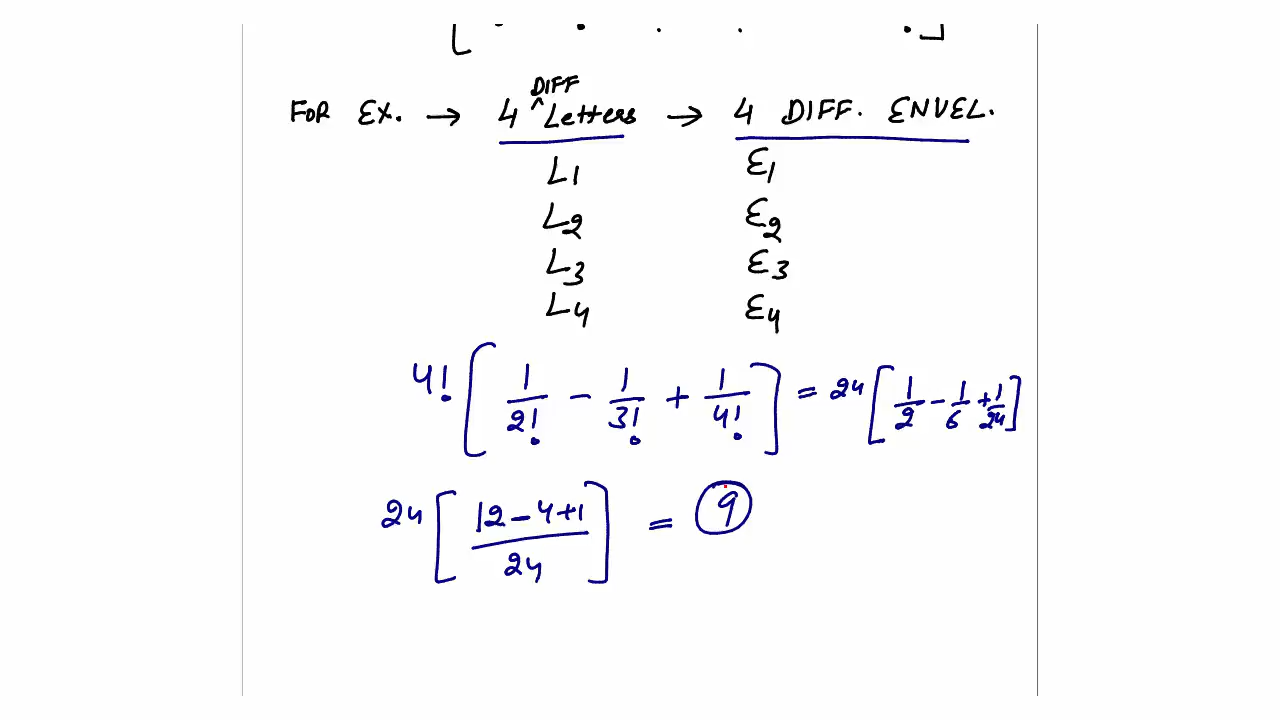 FOR EX. → 4 ^DIFF Letters → 4 DIFF. ENVEL.
L1 E1
L2 E2
L3 E3
L4 E4
4! [ 1/2! - 1/3! + 1/4! ] = 24 [ 1/2 - 1/6 + 1/24 ]
24 [ (12-4+1)/24 ] = 9